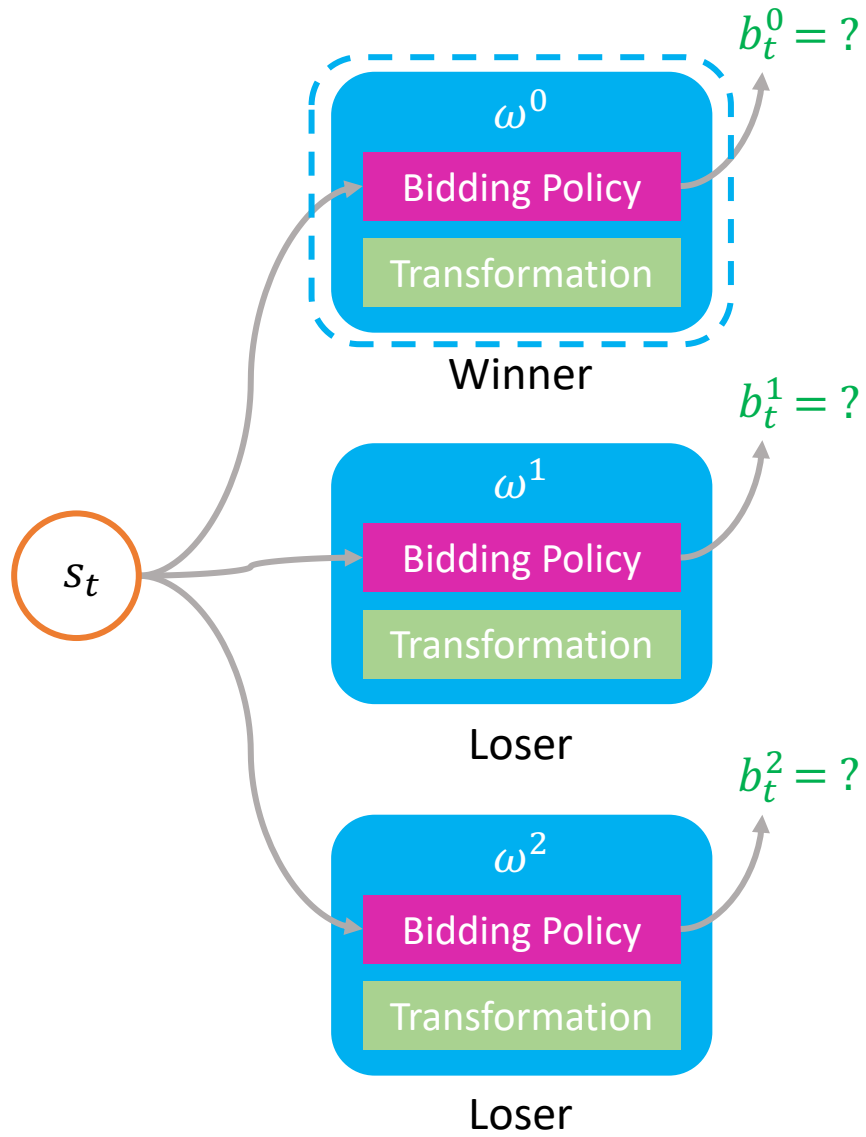 b_t^0 = ?
ω^0
Bidding Policy
Transformation
Winner
b_t^1 = ?
ω^1
Bidding Policy
s_t
Transformation
Loser
b_t^2 = ?
ω^2
Bidding Policy
Transformation
Loser